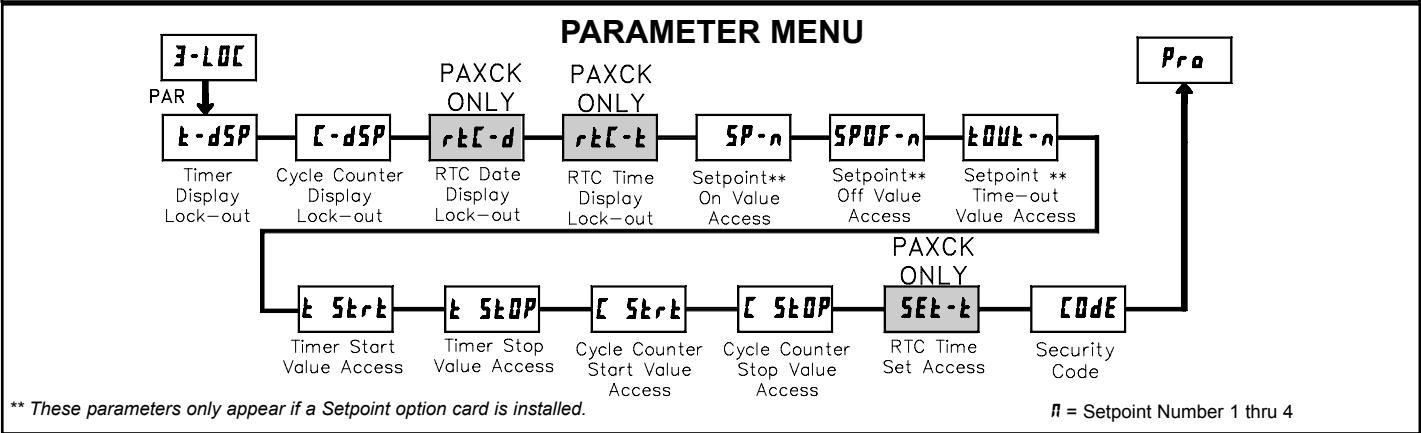 PARAMETER MENU
3-LOC
Pro
PAR
PAXCK
ONLY
PAXCK
ONLY
t-dSP
C-dSP
rtC-d
rtC-t
SP-n
SPOF-n
tOUt-n
Timer
Display
Lock-out
Cycle Counter
Display
Lock-out
RTC Date
Display
Lock-out
RTC Time
Display
Lock-out
Setpoint**
On Value
Access
Setpoint**
Off Value
Access
Setpoint **
Time-out
Value Access
PAXCK
ONLY
t Strt
t StOP
C Strt
C StOP
SEt-t
COdE
Timer Start
Value Access
Timer Stop
Value Access
Cycle Counter
Start Value
Access
Cycle Counter
Stop Value
Access
RTC Time
Set Access
Security
Code
** These parameters only appear if a Setpoint option card is installed.
n = Setpoint Number 1 thru 4